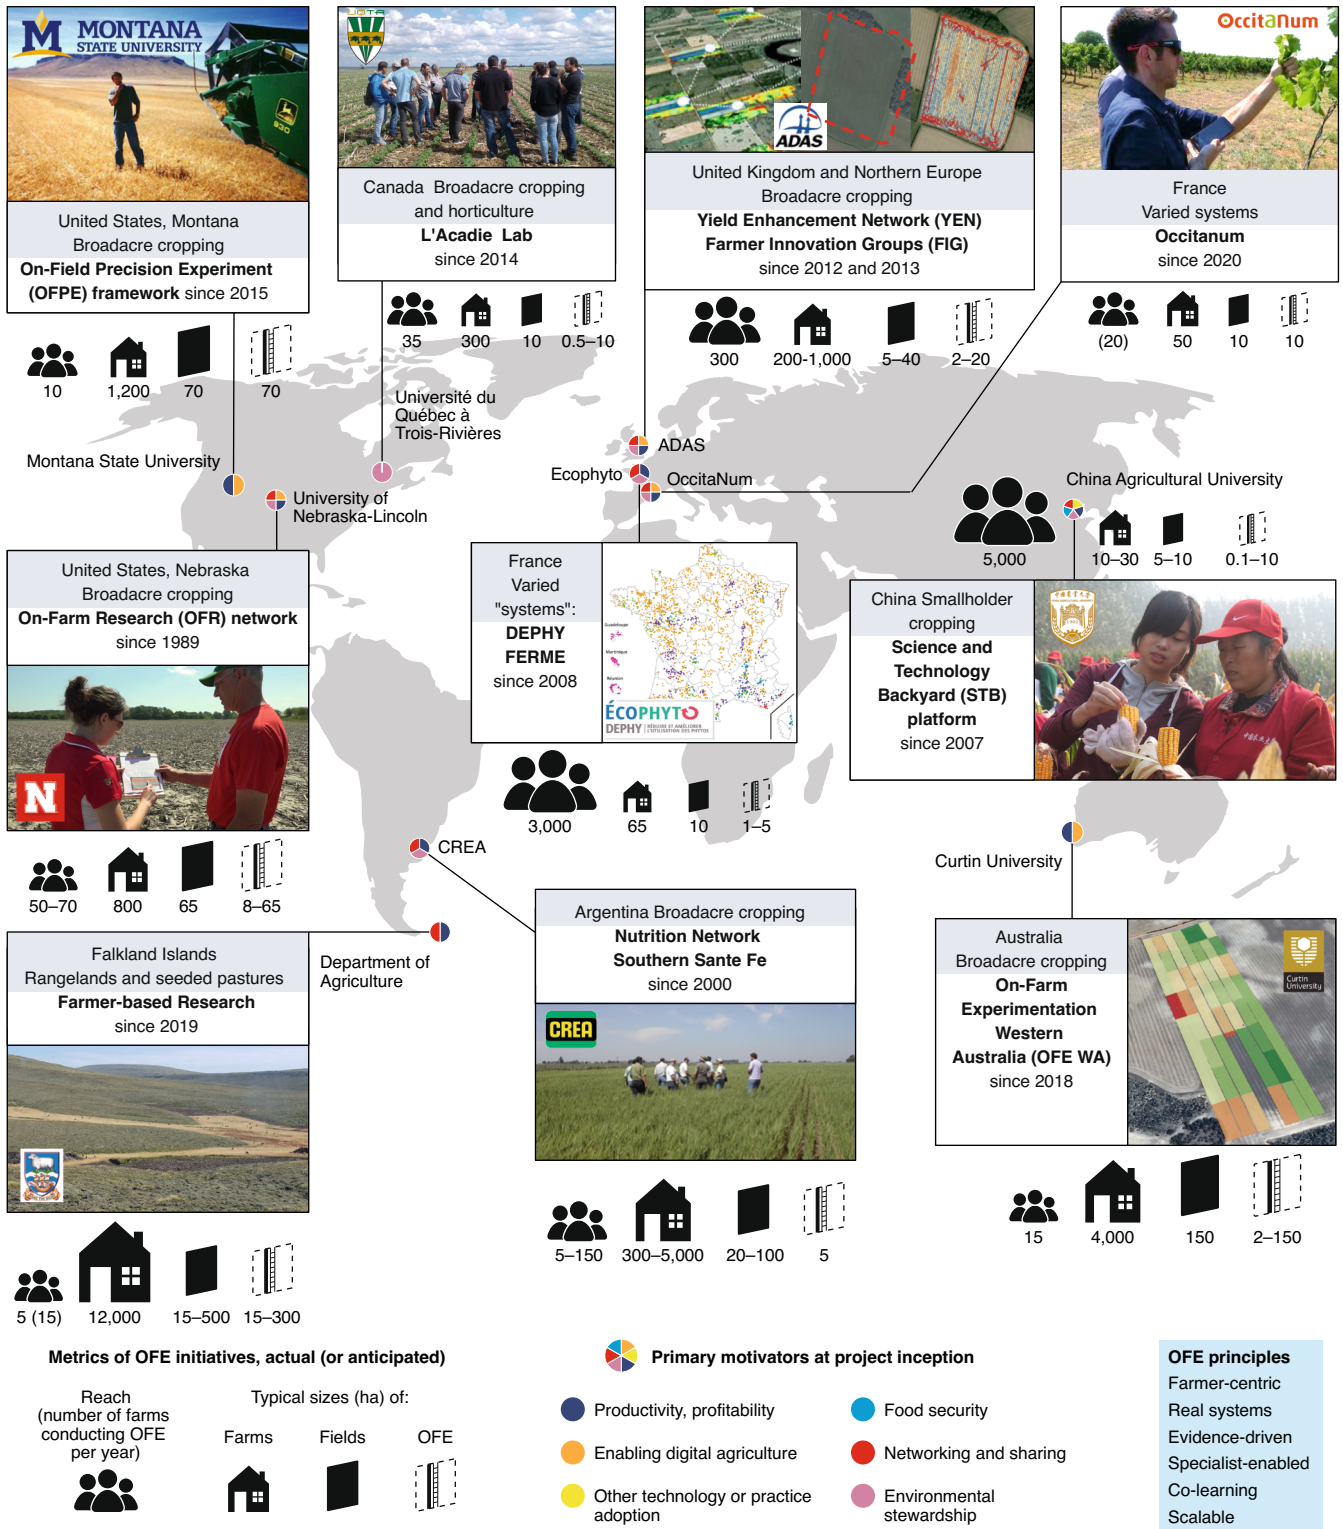 MONTANA
STATE UNIVERSITY
United States, Montana
Broadacre cropping
On-Field Precision Experiment
(OFPE) framework since 2015
10
1,200
70
70
UQTR
Canada Broadacre cropping
and horticulture
L'Acadie Lab
since 2014
35
300
10
0.5–10
ADAS
United Kingdom and Northern Europe
Broadacre cropping
Yield Enhancement Network (YEN)
Farmer Innovation Groups (FIG)
since 2012 and 2013
300
200-1,000
5–40
2–20
OccitaNum
France
Varied systems
Occitanum
since 2020
(20)
50
10
10
Montana State University
University of
Nebraska-Lincoln
Université du
Québec à
Trois-Rivières
ADAS
Ecophyto
OccitaNum
China Agricultural University
5,000
10–30
5–10
0.1–10
United States, Nebraska
Broadacre cropping
On-Farm Research (OFR) network
since 1989
N
50–70
800
65
8–65
France
Varied
"systems":
DEPHY
FERME
since 2008
Guadeloupe
Martinique
Réunion
ÉCOPHYTO
DEPHY
RÉDUIRE ET AMÉLIORER
L'UTILISATION DES PHYTOS
3,000
65
10
1–5
China Smallholder
cropping
Science and
Technology
Backyard (STB)
platform
since 2007
CREA
Curtin University
Department of
Agriculture
Falkland Islands
Rangelands and seeded pastures
Farmer-based Research
since 2019
5 (15)
12,000
15–500
15–300
Argentina Broadacre cropping
Nutrition Network
Southern Sante Fe
since 2000
CREA
5–150
300–5,000
20–100
5
Australia
Broadacre cropping
On-Farm
Experimentation
Western
Australia (OFE WA)
since 2018
Curtin
University
15
4,000
150
2–150
Metrics of OFE initiatives, actual (or anticipated)
Reach
(number of farms
conducting OFE
per year)
Typical sizes (ha) of:
Farms
Fields
OFE
Primary motivators at project inception
Productivity, profitability
Enabling digital agriculture
Other technology or practice
adoption
Food security
Networking and sharing
Environmental
stewardship
OFE principles
Farmer-centric
Real systems
Evidence-driven
Specialist-enabled
Co-learning
Scalable